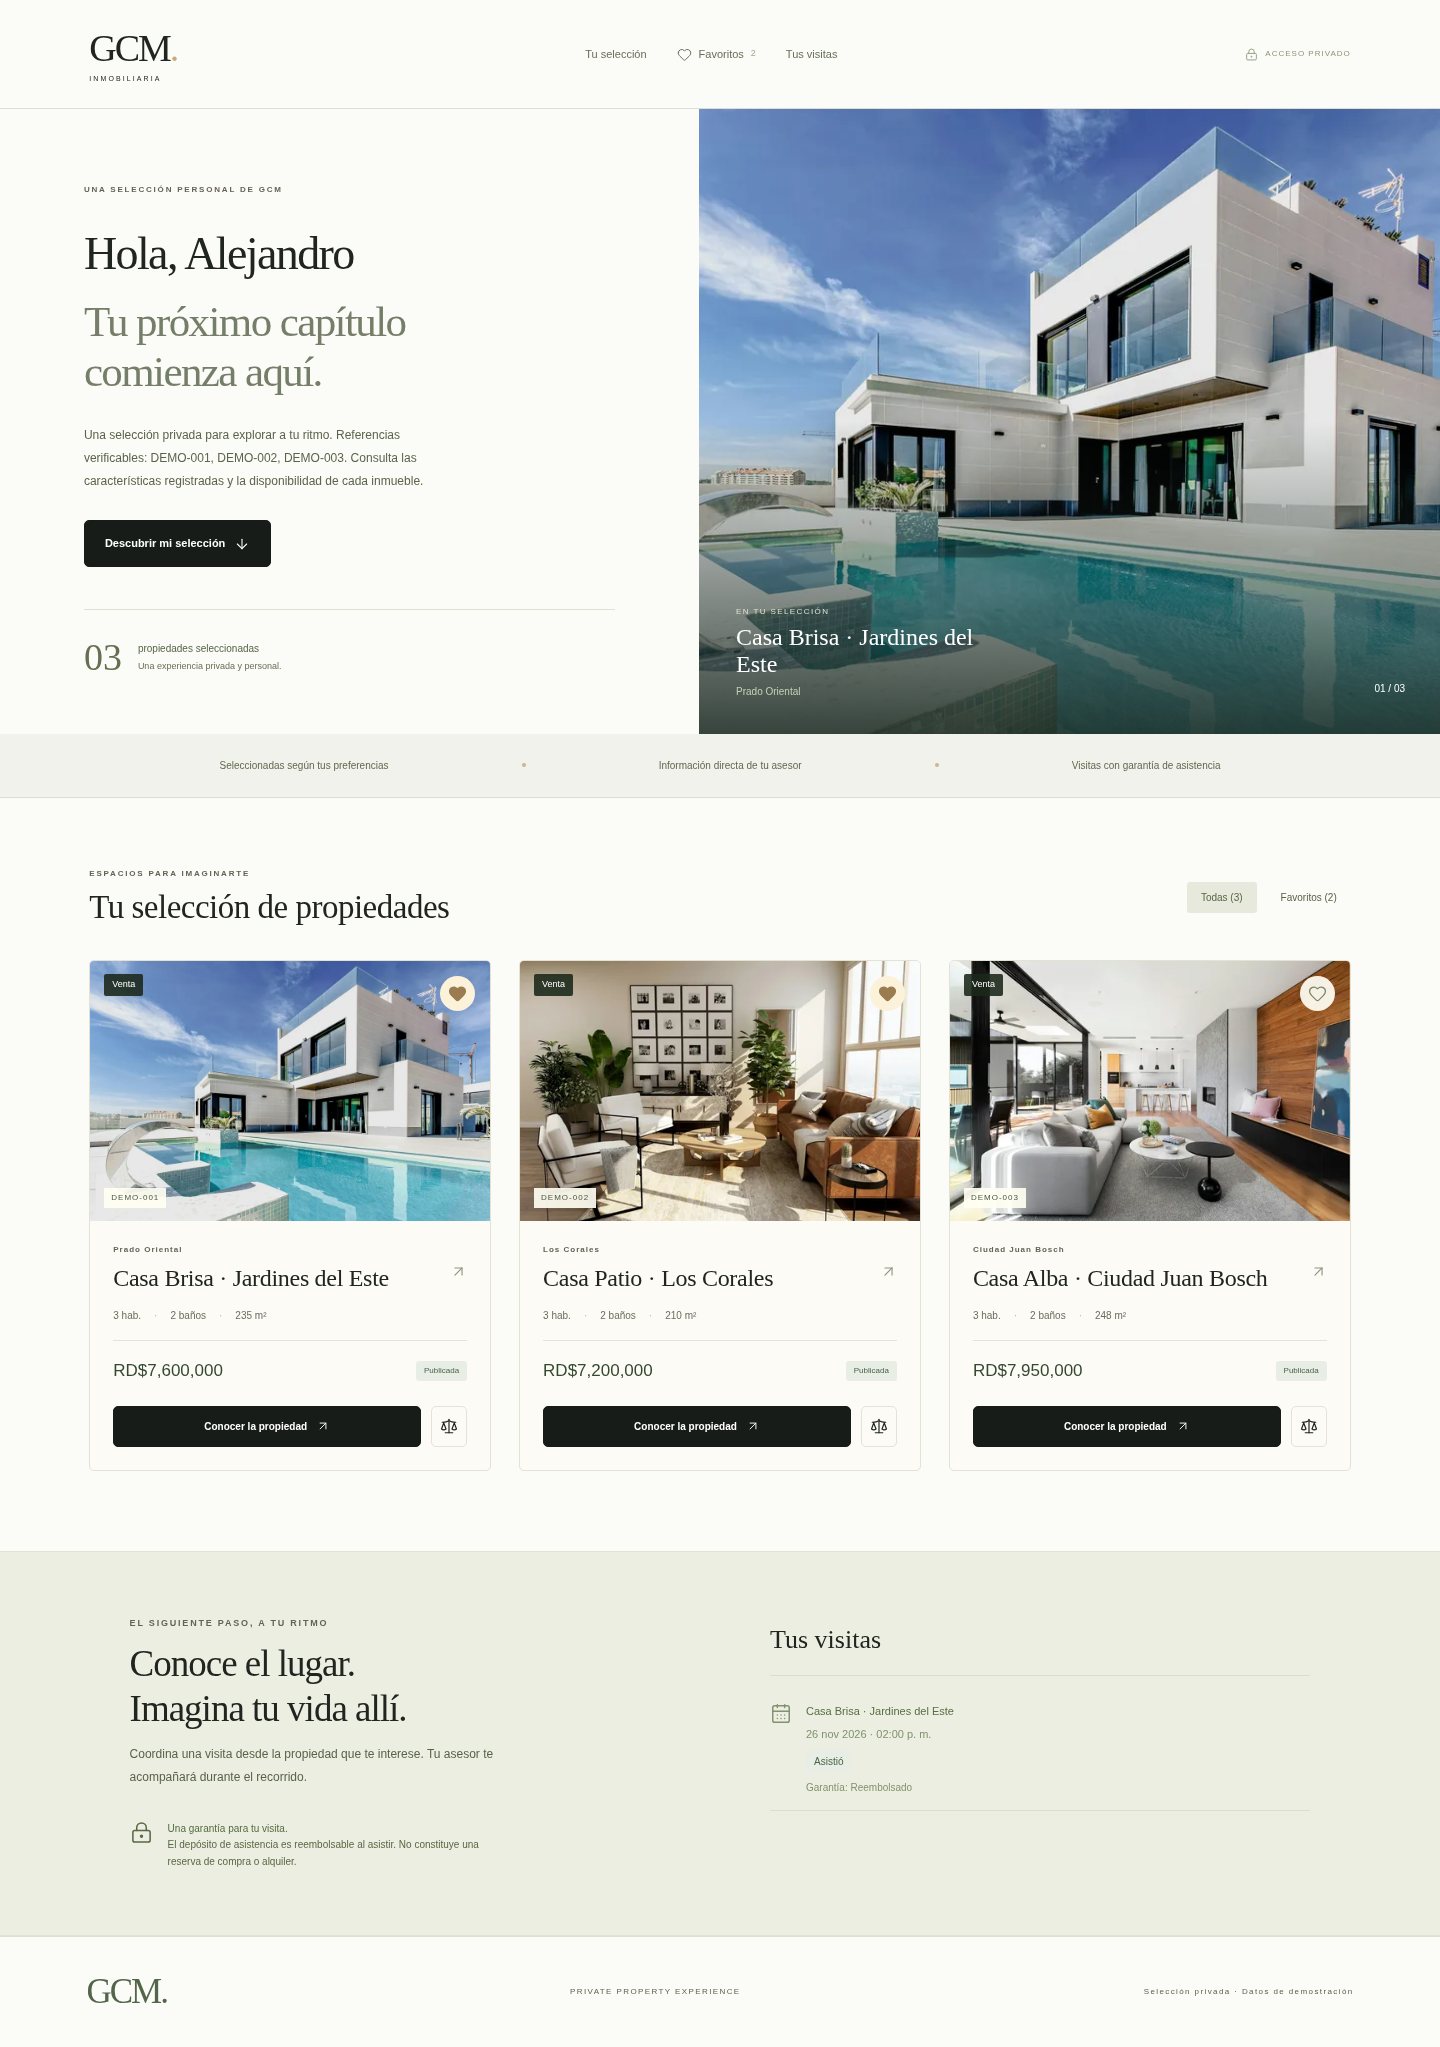 GCM.
INMOBILIARIA
Tu selección
Favoritos 2
Tus visitas
ACCESO PRIVADO
UNA SELECCIÓN PERSONAL DE GCM
Hola, Alejandro
Tu próximo capítulo
comienza aquí.
Una selección privada para explorar a tu ritmo. Referencias
verificables: DEMO-001, DEMO-002, DEMO-003. Consulta las
características registradas y la disponibilidad de cada inmueble.
Descubrir mi selección
03
propiedades seleccionadas
Una experiencia privada y personal.
EN TU SELECCIÓN
Casa Brisa · Jardines del
Este
Prado Oriental
01 / 03
Seleccionadas según tus preferencias
Información directa de tu asesor
Visitas con garantía de asistencia
ESPACIOS PARA IMAGINARTE
Tu selección de propiedades
Todas (3)
Favoritos (2)
Venta
DEMO-001
Prado Oriental
Casa Brisa · Jardines del Este
3 hab. · 2 baños · 235 m²
RD$7,600,000
Publicada
Conocer la propiedad
Venta
DEMO-002
Los Corales
Casa Patio · Los Corales
3 hab. · 2 baños · 210 m²
RD$7,200,000
Publicada
Conocer la propiedad
Venta
DEMO-003
Ciudad Juan Bosch
Casa Alba · Ciudad Juan Bosch
3 hab. · 2 baños · 248 m²
RD$7,950,000
Publicada
Conocer la propiedad
EL SIGUIENTE PASO, A TU RITMO
Conoce el lugar.
Imagina tu vida allí.
Coordina una visita desde la propiedad que te interese. Tu asesor te
acompañará durante el recorrido.
Una garantía para tu visita.
El depósito de asistencia es reembolsable al asistir. No constituye una
reserva de compra o alquiler.
Tus visitas
Casa Brisa · Jardines del Este
26 nov 2026 · 02:00 p. m.
Asistió
Garantía: Reembolsado
GCM.
PRIVATE PROPERTY EXPERIENCE
Selección privada · Datos de demostración